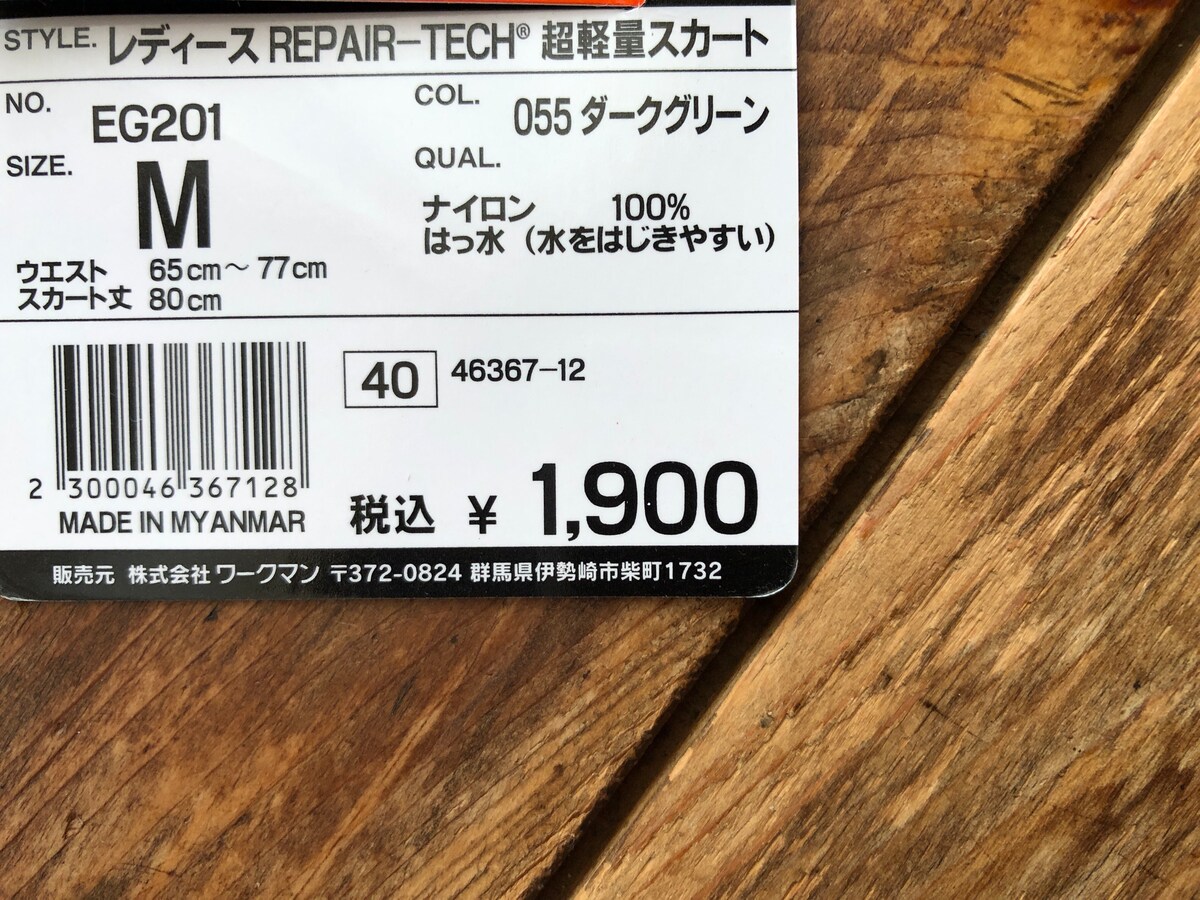 STYLE. レディース REPAIR-TECH® 超軽量スカート
NO. EG201
COL. 055 ダークグリーン
SIZE. M
QUAL.
ナイロン 100%
はっ水 (水をはじきやすい)
ウエスト 65cm～77cm
スカート丈 80cm
40 46367-12
2 300046 367128
MADE IN MYANMAR
税込 ¥ 1,900
販売元 株式会社 ワークマン 〒372-0824 群馬県伊勢崎市柴町1732